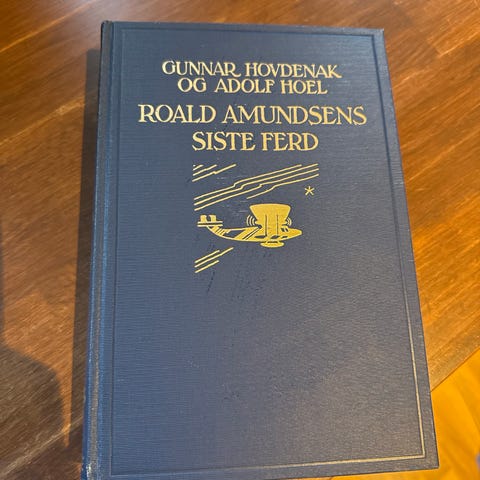 GUNNAR HOVDENAK
OG ADOLF HOEL
ROALD AMUNDSENS
SISTE FERD